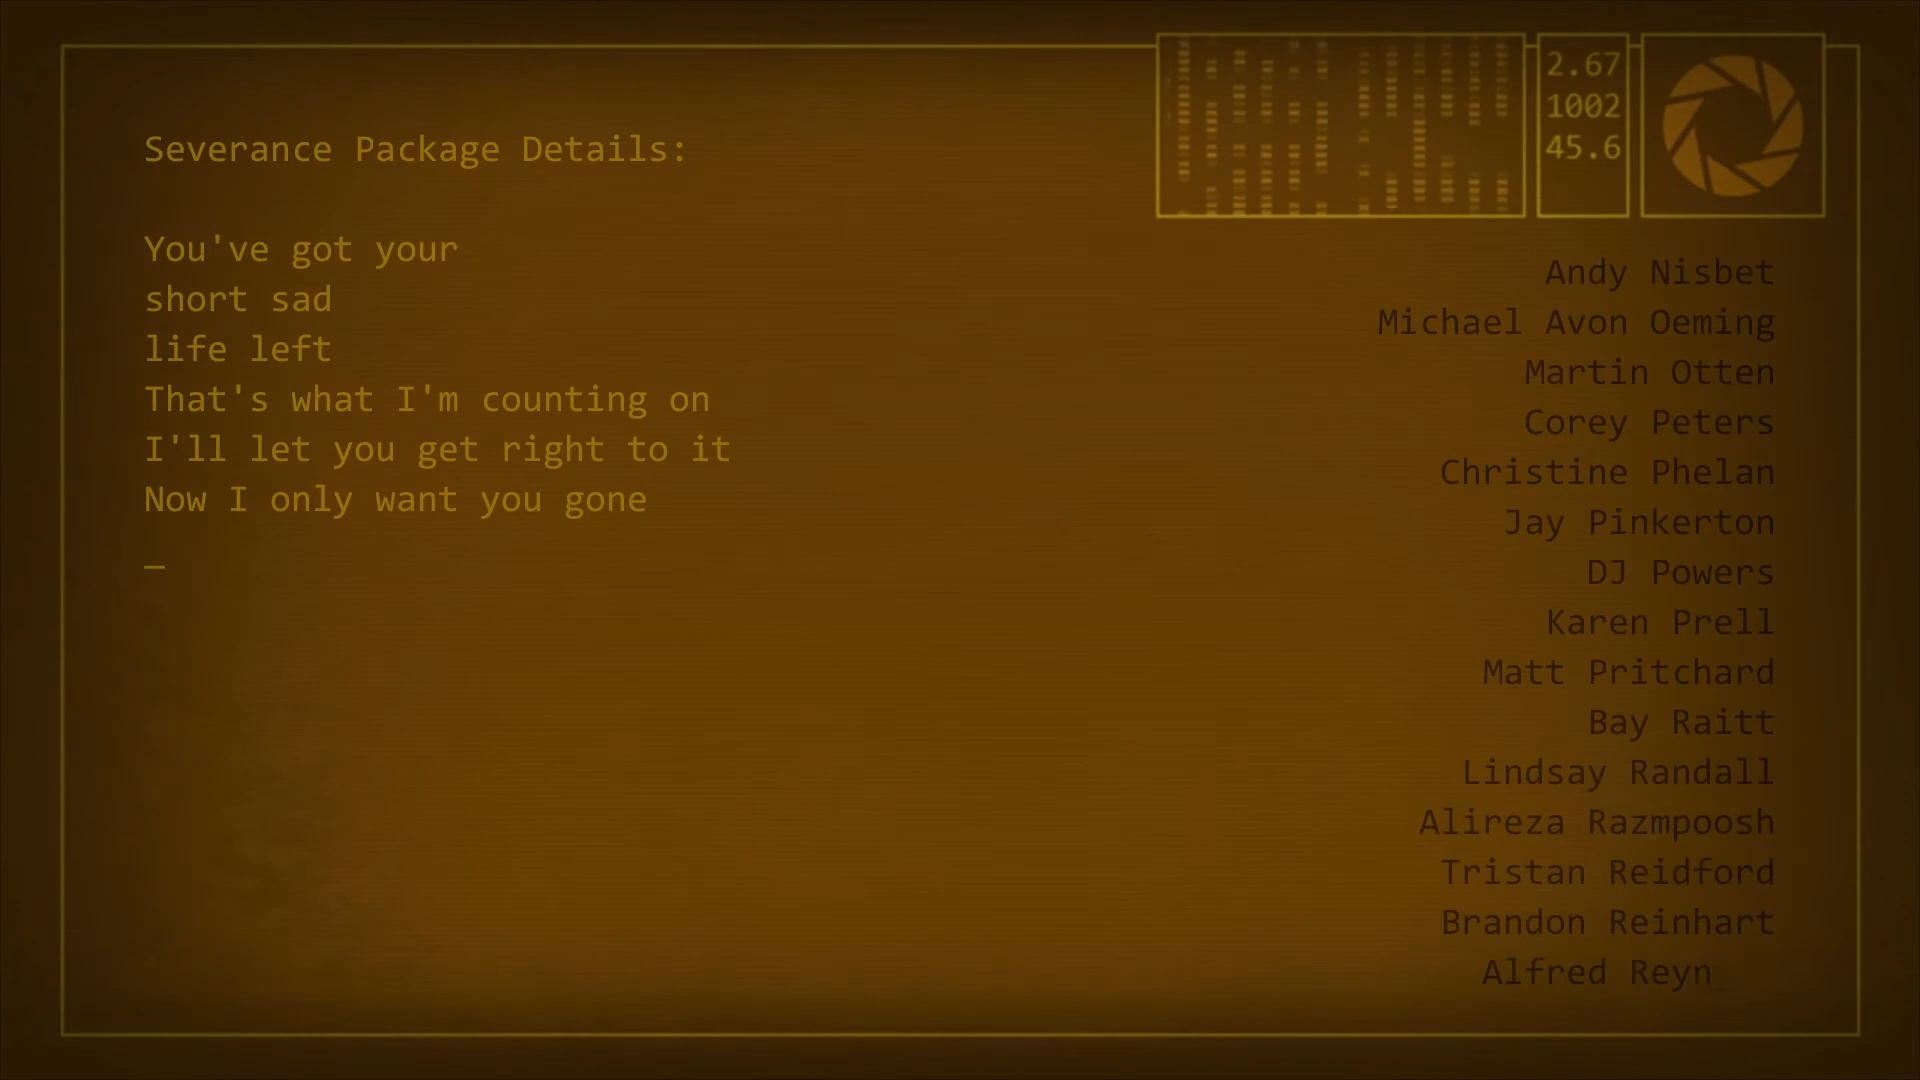 2.67
1002
45.6
Severance Package Details:
You've got your
short sad
life left
That's what I'm counting on
I'll let you get right to it
Now I only want you gone
_
Andy Nisbet
Michael Avon Oeming
Martin Otten
Corey Peters
Christine Phelan
Jay Pinkerton
DJ Powers
Karen Prell
Matt Pritchard
Bay Raitt
Lindsay Randall
Alireza Razmpoosh
Tristan Reidford
Brandon Reinhart
Alfred Reyn